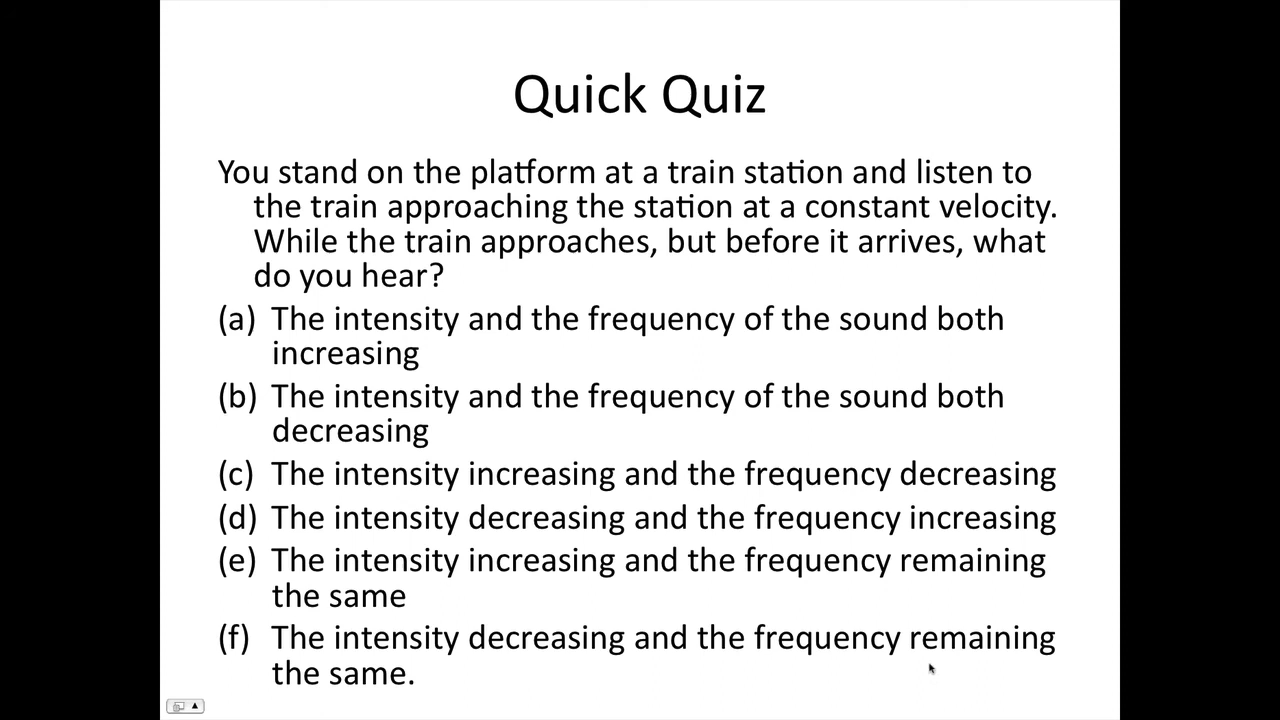 Quick Quiz
You stand on the platform at a train station and listen to
the train approaching the station at a constant velocity.
While the train approaches, but before it arrives, what
do you hear?
(a) The intensity and the frequency of the sound both
increasing
(b) The intensity and the frequency of the sound both
decreasing
(c) The intensity increasing and the frequency decreasing
(d) The intensity decreasing and the frequency increasing
(e) The intensity increasing and the frequency remaining
the same
(f) The intensity decreasing and the frequency remaining
the same.